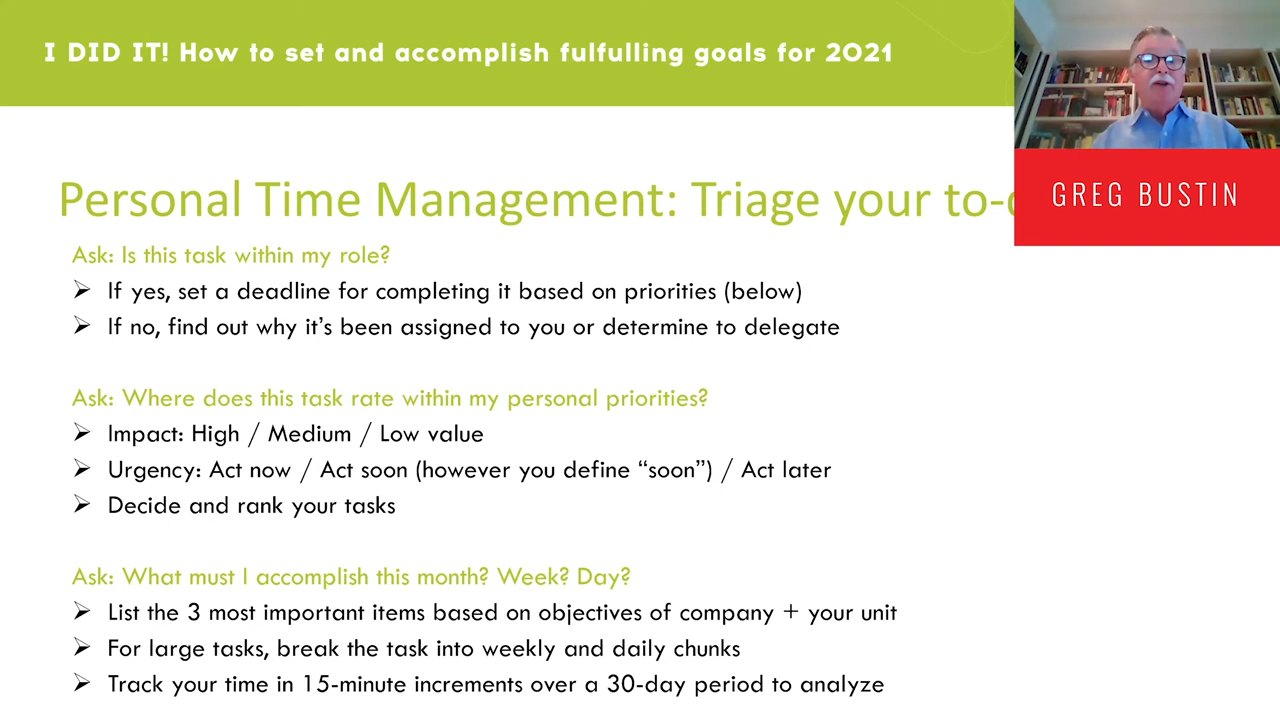 I DID IT! How to set and accomplish fulfulling goals for 2021
GREG BUSTIN
Personal Time Management: Triage your to-
Ask: Is this task within my role?
➢ If yes, set a deadline for completing it based on priorities (below)
➢ If no, find out why it’s been assigned to you or determine to delegate
Ask: Where does this task rate within my personal priorities?
➢ Impact: High / Medium / Low value
➢ Urgency: Act now / Act soon (however you define “soon”) / Act later
➢ Decide and rank your tasks
Ask: What must I accomplish this month? Week? Day?
➢ List the 3 most important items based on objectives of company + your unit
➢ For large tasks, break the task into weekly and daily chunks
➢ Track your time in 15-minute increments over a 30-day period to analyze